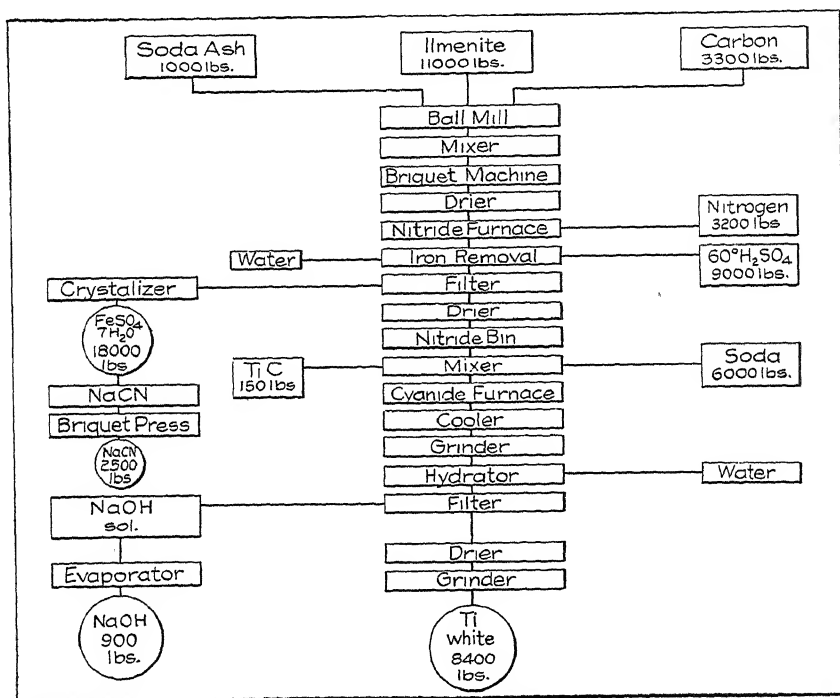 Soda Ash
1000 lbs.
Ilmenite
11000 lbs.
Carbon
3300 lbs.
Ball Mill
Mixer
Briquet Machine
Drier
Nitride Furnace
Nitrogen
3200 lbs
Water
Iron Removal
60° H₂SO₄
9000 lbs.
Crystalizer
Filter
FeSO₄
7H₂O
18000
lbs
Drier
Nitride Bin
Ti C
150 lbs
Mixer
Soda
6000 lbs.
NaCN
Cyanide Furnace
Briquet Press
Cooler
NaCN
2500
lbs
Grinder
Hydrator
Water
NaOH
sol.
Filter
Evaporator
Drier
Grinder
NaOH
900
lbs.
Ti
white
8400
lbs.